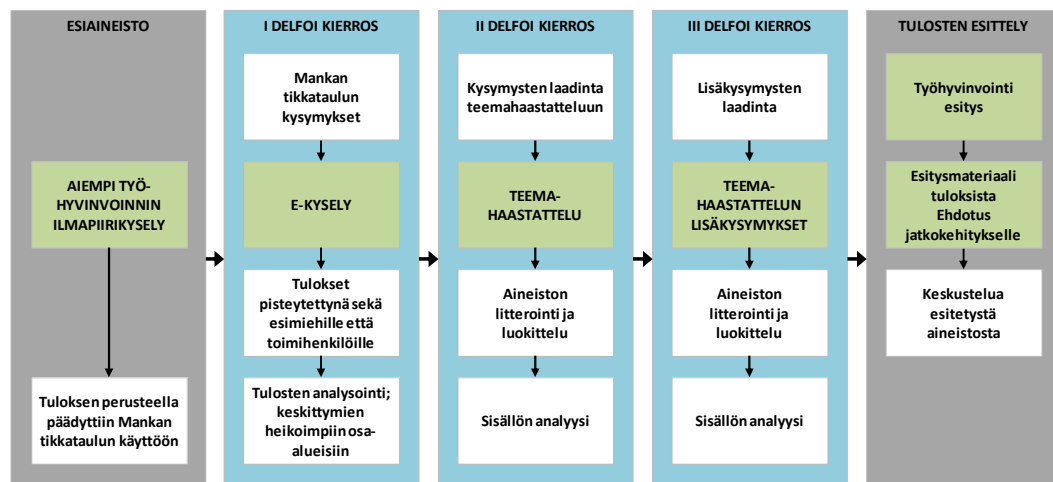 ESIAINEISTO
AIEMPI TYÖ-
HYVINVOINNIN
ILMAPIIRIKYSELY
Tuloksen perusteella
päädyttiin Mankan
tikkataulun käyttöön
I DELFOI KIERROS
Mankan
tikkataulun
kysymykset
E-KYSELY
Tulokset
pisteytettynä sekä
esimiehille että
toimihenkilöille
Tulosten analysointi;
keskittymien
heikoimpiin osa-
alueisiin
II DELFOI KIERROS
Kysymysten laadinta
teemahaastatteluun
TEEMA-
HAASTATTELU
Aineiston
litterointi ja
luokittelu
Sisällön analyysi
III DELFOI KIERROS
Lisäkysymysten
laadinta
TEEMA-
HAASTATTELUN
LISÄKYSYMYKSET
Aineiston
litterointi ja
luokittelu
Sisällön analyysi
TULOSTEN ESITTELY
Työhyvinvointi
esitys
Esitysmateriaali
tuloksista
Ehdotus
jatkokehitykselle
Keskustelua
esitetystä
aineistosta